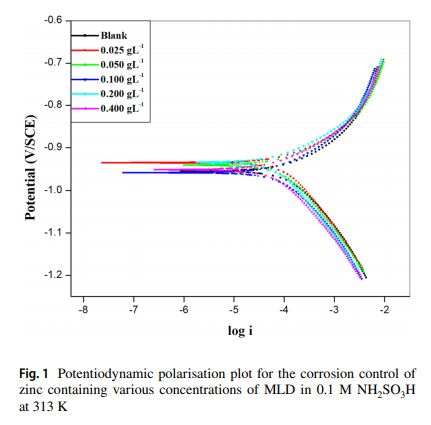 -0.6
-0.7
-0.8
-0.9
-1.0
-1.1
-1.2
Potential (V/SCE)
Blank
0.025 gL⁻¹
0.050 gL⁻¹
0.100 gL⁻¹
0.200 gL⁻¹
0.400 gL⁻¹
-8 -7 -6 -5 -4 -3 -2
log i
Fig. 1 Potentiodynamic polarisation plot for the corrosion control of
zinc containing various concentrations of MLD in 0.1 M NH₂SO₃H
at 313 K